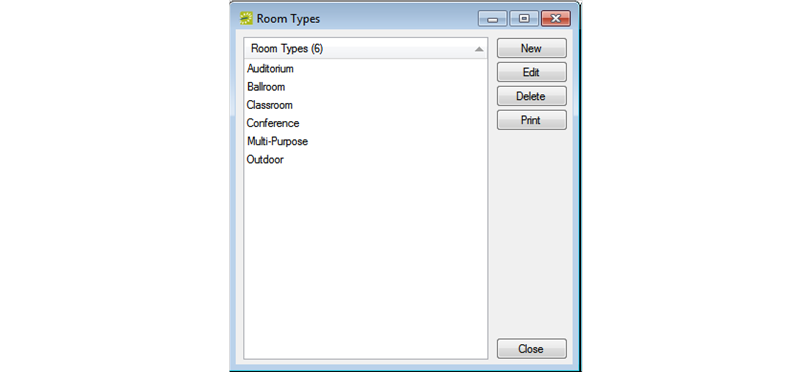 Room Types
Room Types (6)
Auditorium
Ballroom
Classroom
Conference
Multi-Purpose
Outdoor
New
Edit
Delete
Print
Close